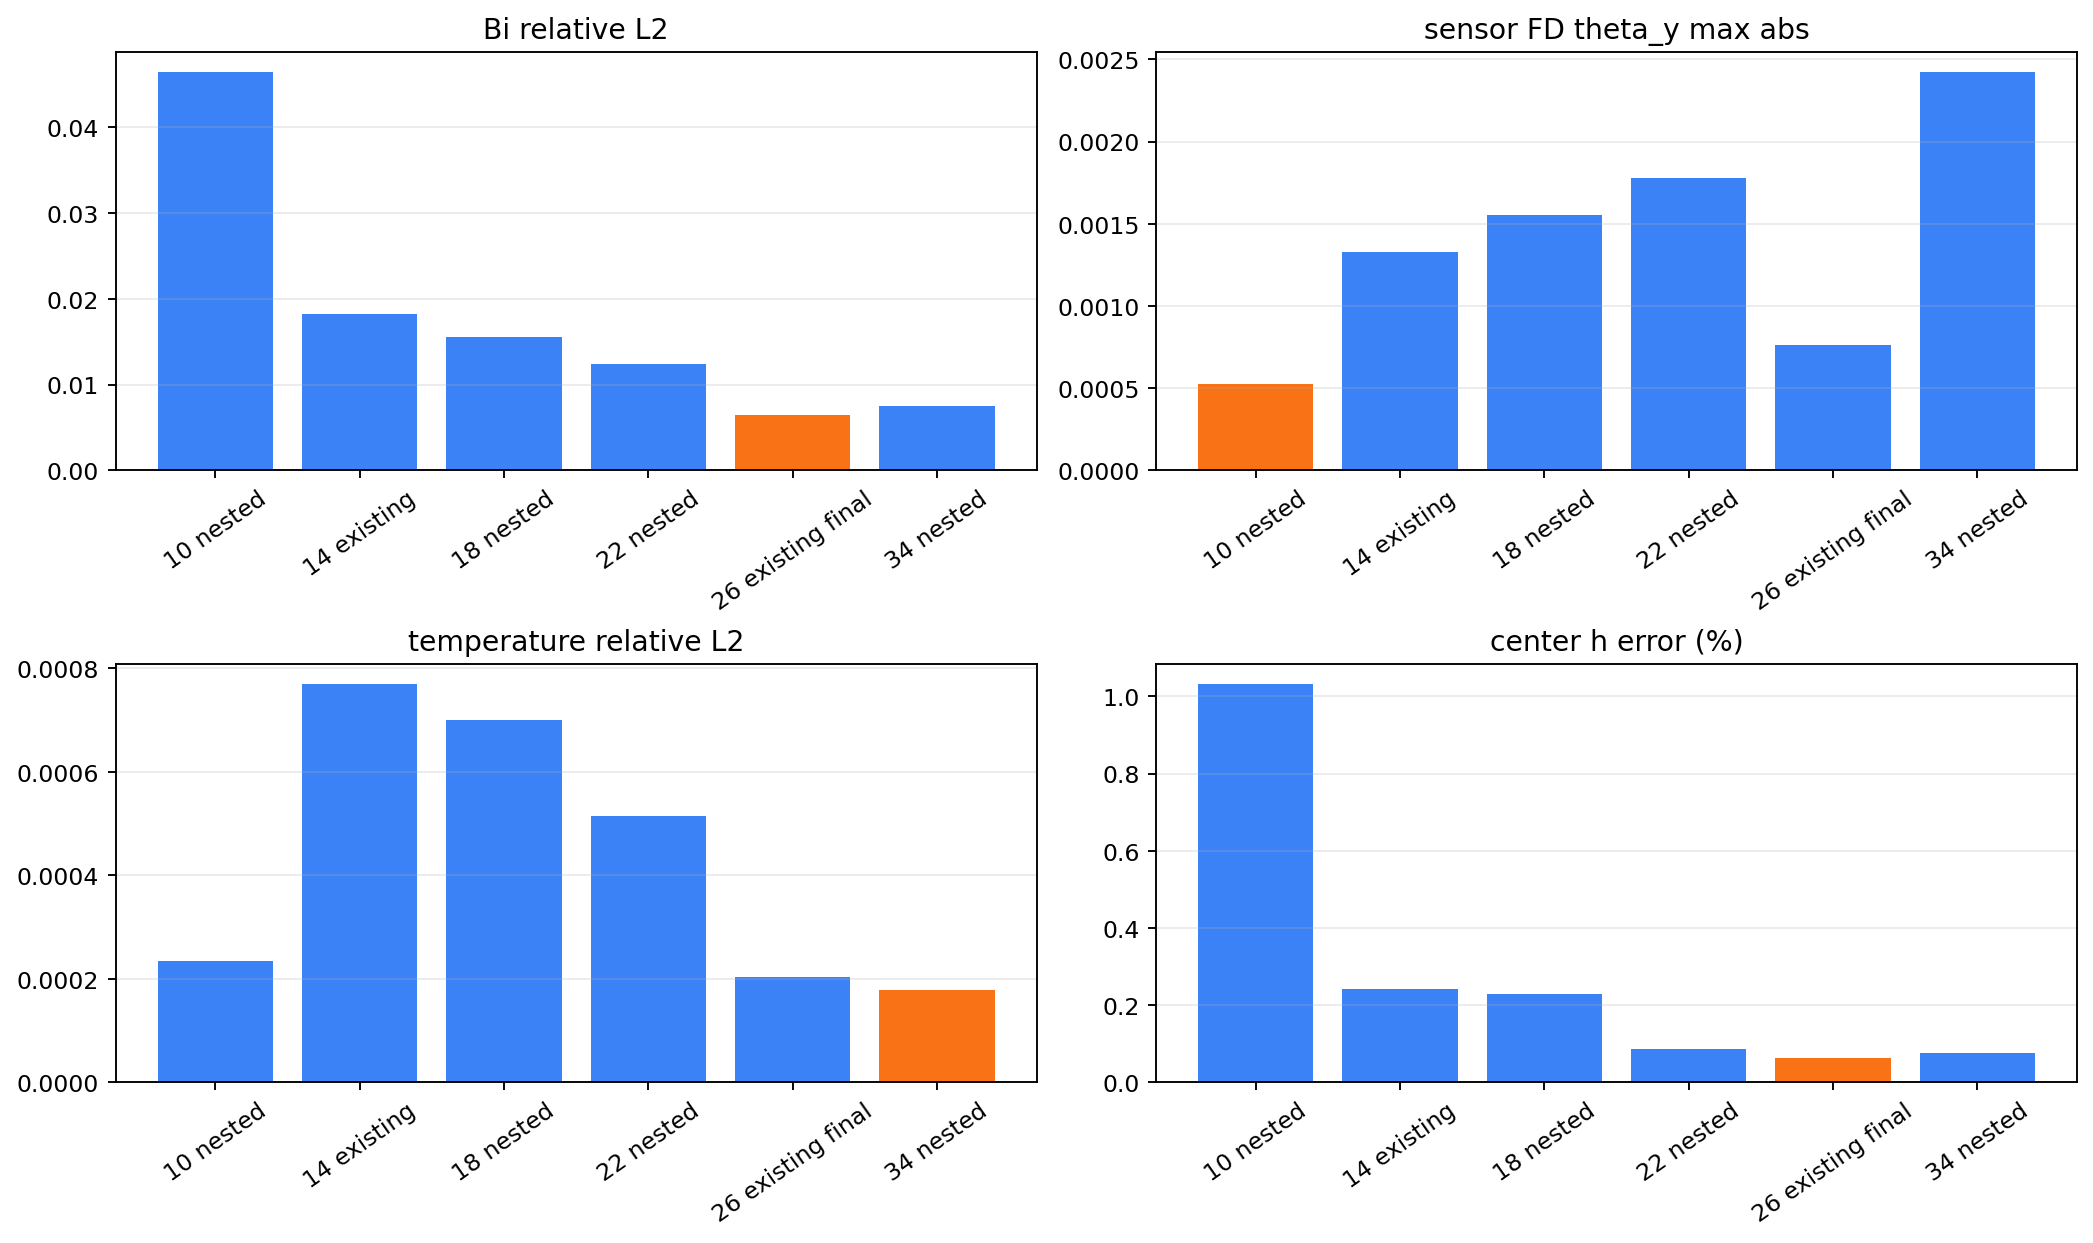 Bi relative L2
0.04
0.03
0.02
0.01
0.00
10 nested
14 existing
18 nested
22 nested
26 existing final
34 nested
sensor FD theta_y max abs
0.0025
0.0020
0.0015
0.0010
0.0005
0.0000
10 nested
14 existing
18 nested
22 nested
26 existing final
34 nested
temperature relative L2
0.0008
0.0006
0.0004
0.0002
0.0000
10 nested
14 existing
18 nested
22 nested
26 existing final
34 nested
center h error (%)
1.0
0.8
0.6
0.4
0.2
0.0
10 nested
14 existing
18 nested
22 nested
26 existing final
34 nested